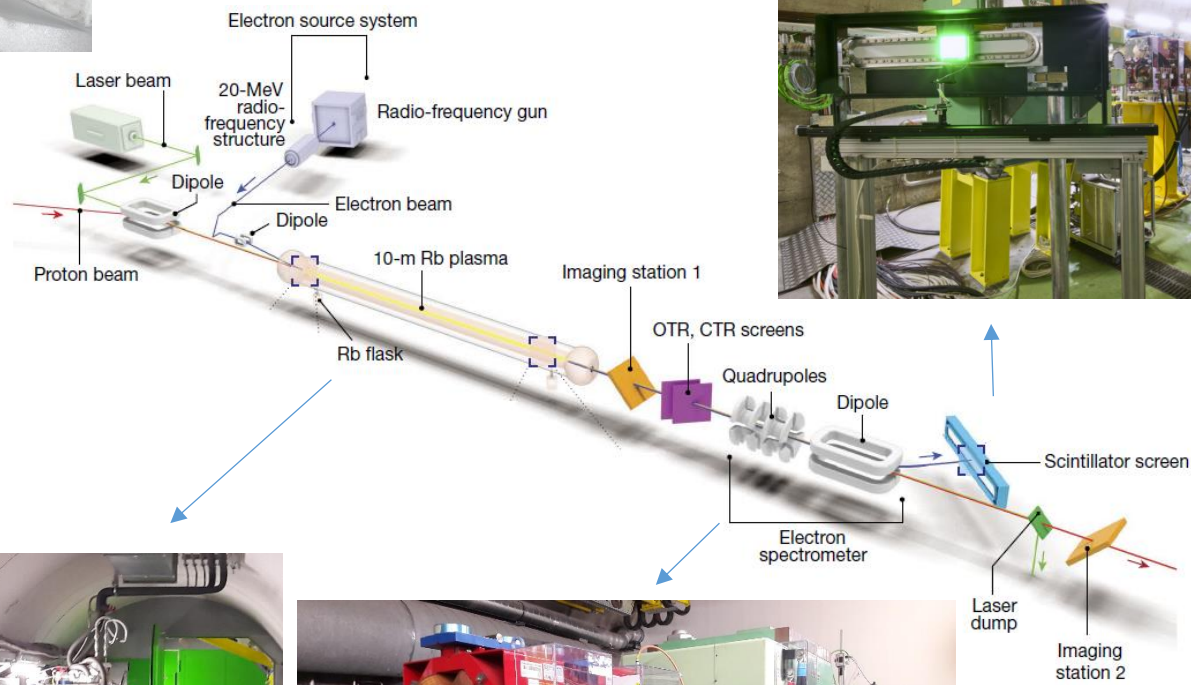 Electron source system
Laser beam
20-MeV
radio-
frequency
structure
Radio-frequency gun
Dipole
Electron beam
Dipole
Proton beam
10-m Rb plasma
Imaging station 1
Rb flask
OTR, CTR screens
Quadrupoles
Dipole
Scintillator screen
Electron
spectrometer
Laser
dump
Imaging
station 2